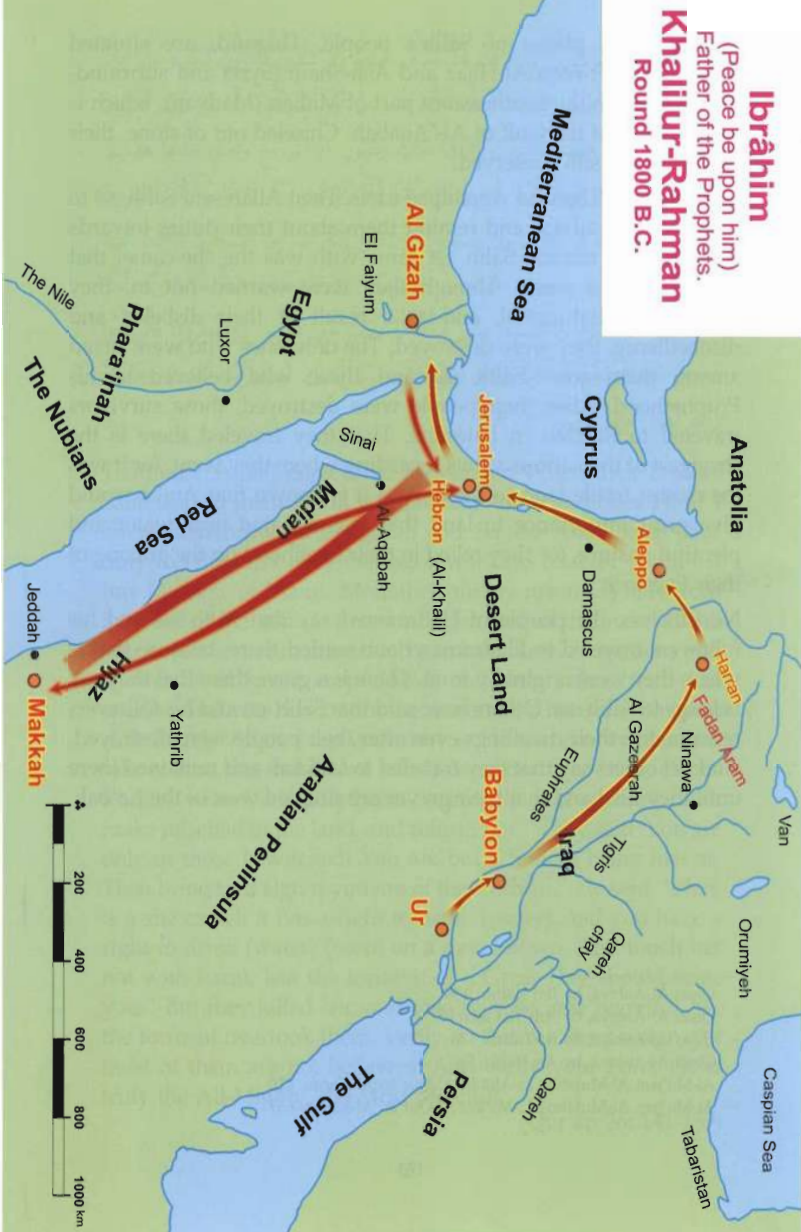 Ibrâhim
(Peace be upon him)
Father of the Prophets.
Khalilur-Rahman
Round 1800 B.C.
Anatolia
Van
Orumiyeh
Caspian Sea
Tabaristan
Cyprus
Aleppo
Harran
Fadan Aram
Ninawa
Al Gazeerah
Tigris
Qareh
chay
Qareh
Mediterranean Sea
Damascus
Euphrates
Iraq
Babylon
Ur
Persia
The Gulf
Jerusalem
Hebron
(Al-Khalil)
Desert Land
Al Gizah
El Faiyum
Egypt
Sinai
Al-Aqabah
Midian
Luxor
Red Sea
The Nile
Phara'inah
The Nubians
Hijaz
Yathrib
Arabian Peninsula
Jeddah
Makkah
200
400
600
800
1000 km